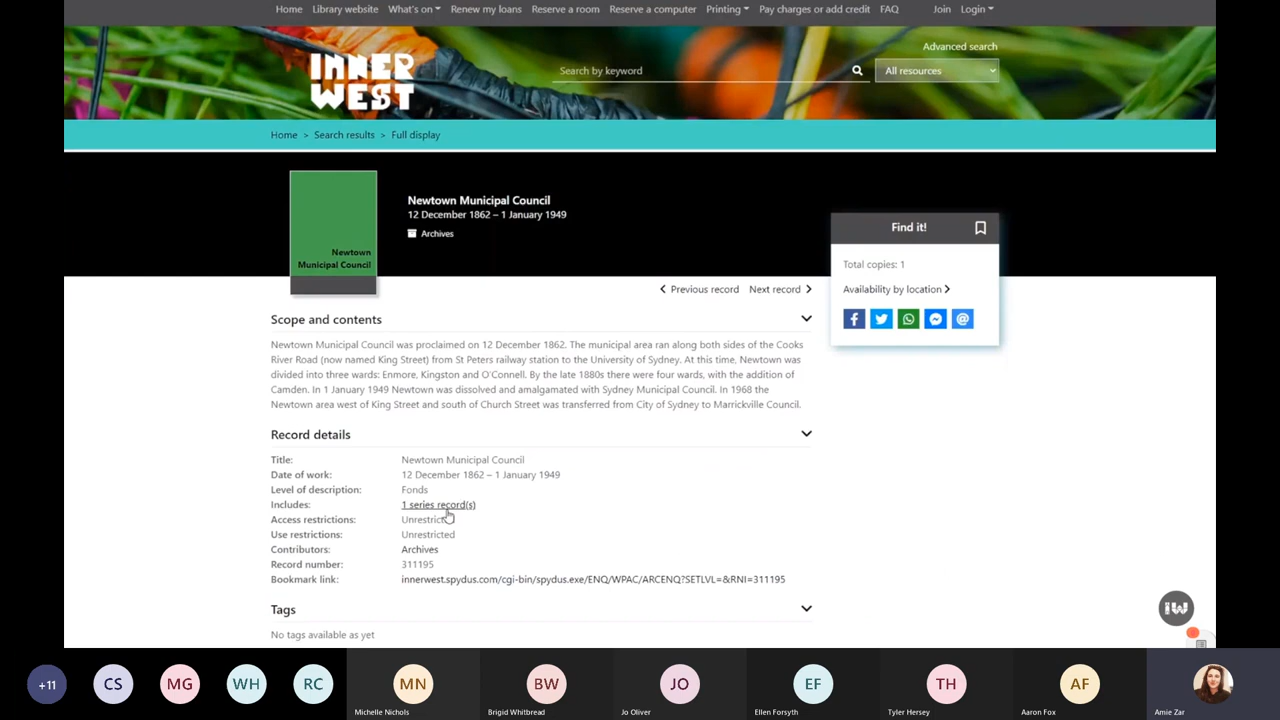 Home Library website What's on Renew my loans Reserve a room Reserve a computer Printing Pay charges or add credit FAQ Join Login
Advanced search
INNER
WEST
Search by keyword
All resources
Home > Search results > Full display
Newtown Municipal Council
12 December 1862 – 1 January 1949
Archives
Newtown
Municipal Council
Find it!
Total copies: 1
Availability by location
Previous record Next record
Scope and contents
Newtown Municipal Council was proclaimed on 12 December 1862. The municipal area ran along both sides of the Cooks
River Road (now named King Street) from St Peters railway station to the University of Sydney. At this time, Newtown was
divided into three wards: Enmore, Kingston and O'Connell. By the late 1880s there were four wards, with the addition of
Camden. In 1 January 1949 Newtown was dissolved and amalgamated with Sydney Municipal Council. In 1968 the
Newtown area west of King Street and south of Church Street was transferred from City of Sydney to Marrickville Council.
Record details
Title: Newtown Municipal Council
Date of work: 12 December 1862 – 1 January 1949
Level of description: Fonds
Includes: 1 series record(s)
Access restrictions: Unrestricted
Use restrictions: Unrestricted
Contributors: Archives
Record number: 311195
Bookmark link: innerwest.spydus.com/cgi-bin/spydus.exe/ENQ/WPAC/ARCENQ?SETLVL=&RNI=311195
Tags
No tags available as yet
iW
+11 CS MG WH RC MN BW JO EF TH AF
Michelle Nichols Brigid Whitbread Jo Oliver Ellen Forsyth Tyler Hersey Aaron Fox Amie Zar